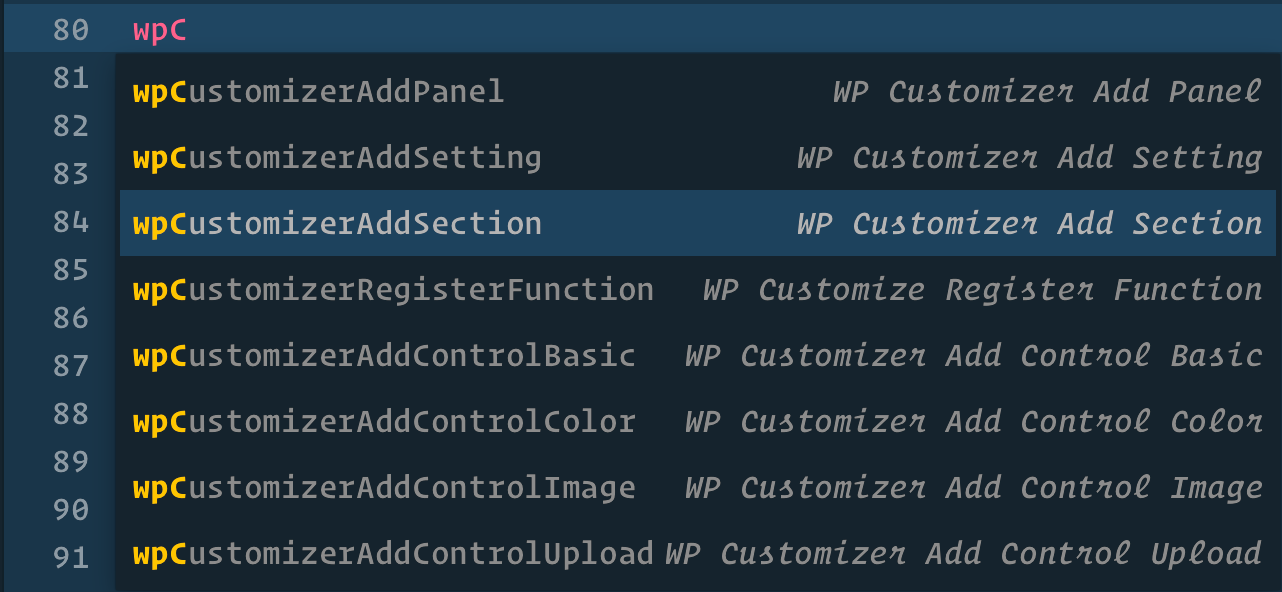 80 wpC
81 wpCustomizerAddPanel WP Customizer Add Panel
82
wpCustomizerAddSetting WP Customizer Add Setting
83
84 wpCustomizerAddSection WP Customizer Add Section
85 wpCustomizerRegisterFunction WP Customize Register Function
86
87 wpCustomizerAddControlBasic WP Customizer Add Control Basic
88 wpCustomizerAddControlColor WP Customizer Add Control Color
89
90 wpCustomizerAddControlImage WP Customizer Add Control Image
91 wpCustomizerAddControlUpload WP Customizer Add Control Upload